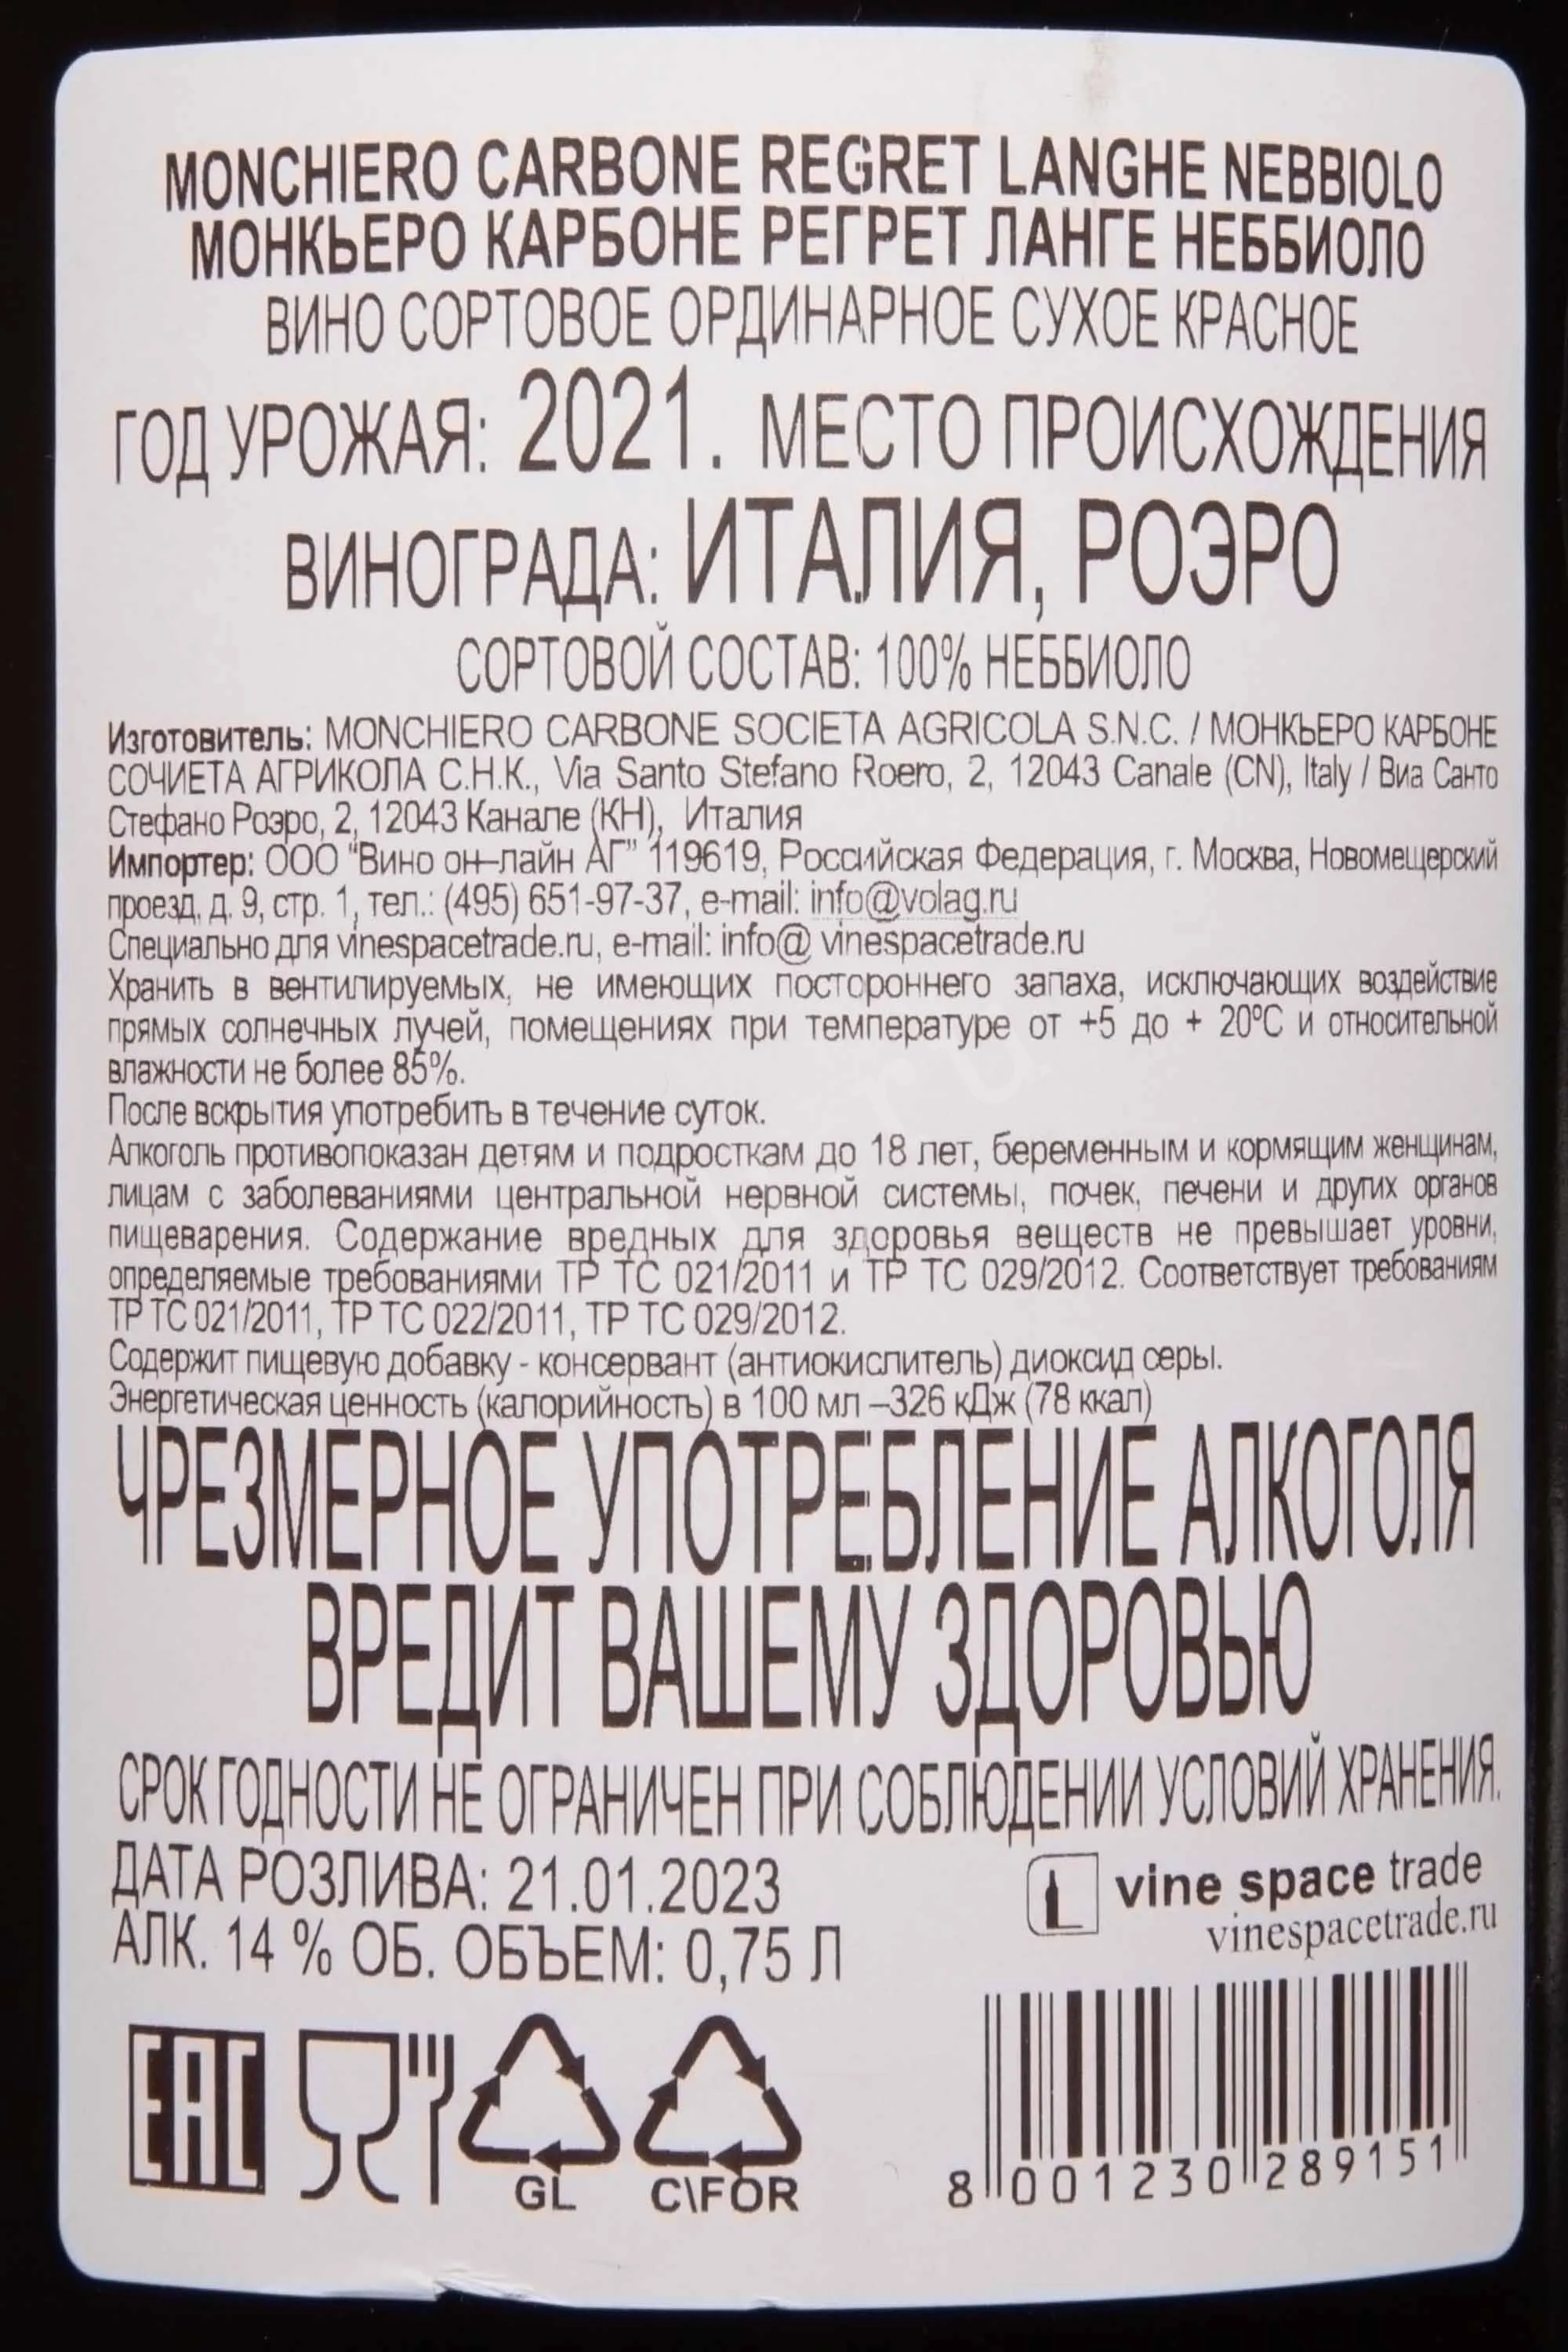 MONCHIERO CARBONE REGRET LANGHE NEBBIOLO
МОНКЬЕРО КАРБОНЕ РЕГРЕТ ЛАНГЕ НЕББИОЛО
ВИНО СОРТОВОЕ ОРДИНАРНОЕ СУХОЕ КРАСНОЕ
ГОД УРОЖАЯ: 2021. МЕСТО ПРОИСХОЖДЕНИЯ
ВИНОГРАДА: ИТАЛИЯ, РОЭРО
СОРТОВОЙ СОСТАВ: 100% НЕББИОЛО
Изготовитель: MONCHIERO CARBONE SOCIETA AGRICOLA S.N.C. / МОНКЬЕРО КАРБОНЕ
СОЧИЕТА АГРИКОЛА С.Н.К., Via Santo Stefano Roero, 2, 12043 Canale (CN), Italy / Виа Санто
Стефано Роэро, 2, 12043 Канале (КН), Италия
Импортер: ООО "Вино он-лайн АГ" 119619, Российская Федерация, г. Москва, Новомещерский
проезд, д. 9, стр. 1, тел.: (495) 651-97-37, e-mail: info@volag.ru
Специально для vinespacetrade.ru, e-mail: info@ vinespacetrade.ru
Хранить в вентилируемых, не имеющих постороннего запаха, исключающих воздействие
прямых солнечных лучей, помещениях при температуре от +5 до + 20ºС и относительной
влажности не более 85%.
После вскрытия употребить в течение суток.
Алкоголь противопоказан детям и подросткам до 18 лет, беременным и кормящим женщинам,
лицам с заболеваниями центральной нервной системы, почек, печени и других органов
пищеварения. Содержание вредных для здоровья веществ не превышает уровни,
определяемые требованиями ТР ТС 021/2011 и ТР ТС 029/2012. Соответствует требованиям
ТР ТС 021/2011, ТР ТС 022/2011, ТР ТС 029/2012.
Содержит пищевую добавку - консервант (антиокислитель) диоксид серы.
Энергетическая ценность (калорийность) в 100 мл –326 кДж (78 ккал)
ЧРЕЗМЕРНОЕ УПОТРЕБЛЕНИЕ АЛКОГОЛЯ
ВРЕДИТ ВАШЕМУ ЗДОРОВЬЮ
СРОК ГОДНОСТИ НЕ ОГРАНИЧЕН ПРИ СОБЛЮДЕНИИ УСЛОВИЙ ХРАНЕНИЯ.
ДАТА РОЗЛИВА: 21.01.2023
АЛК. 14 % ОБ. ОБЪЕМ: 0,75 Л
vine space trade
vinespacetrade.ru
EAC
GL
C\FOR
8 001230 289151